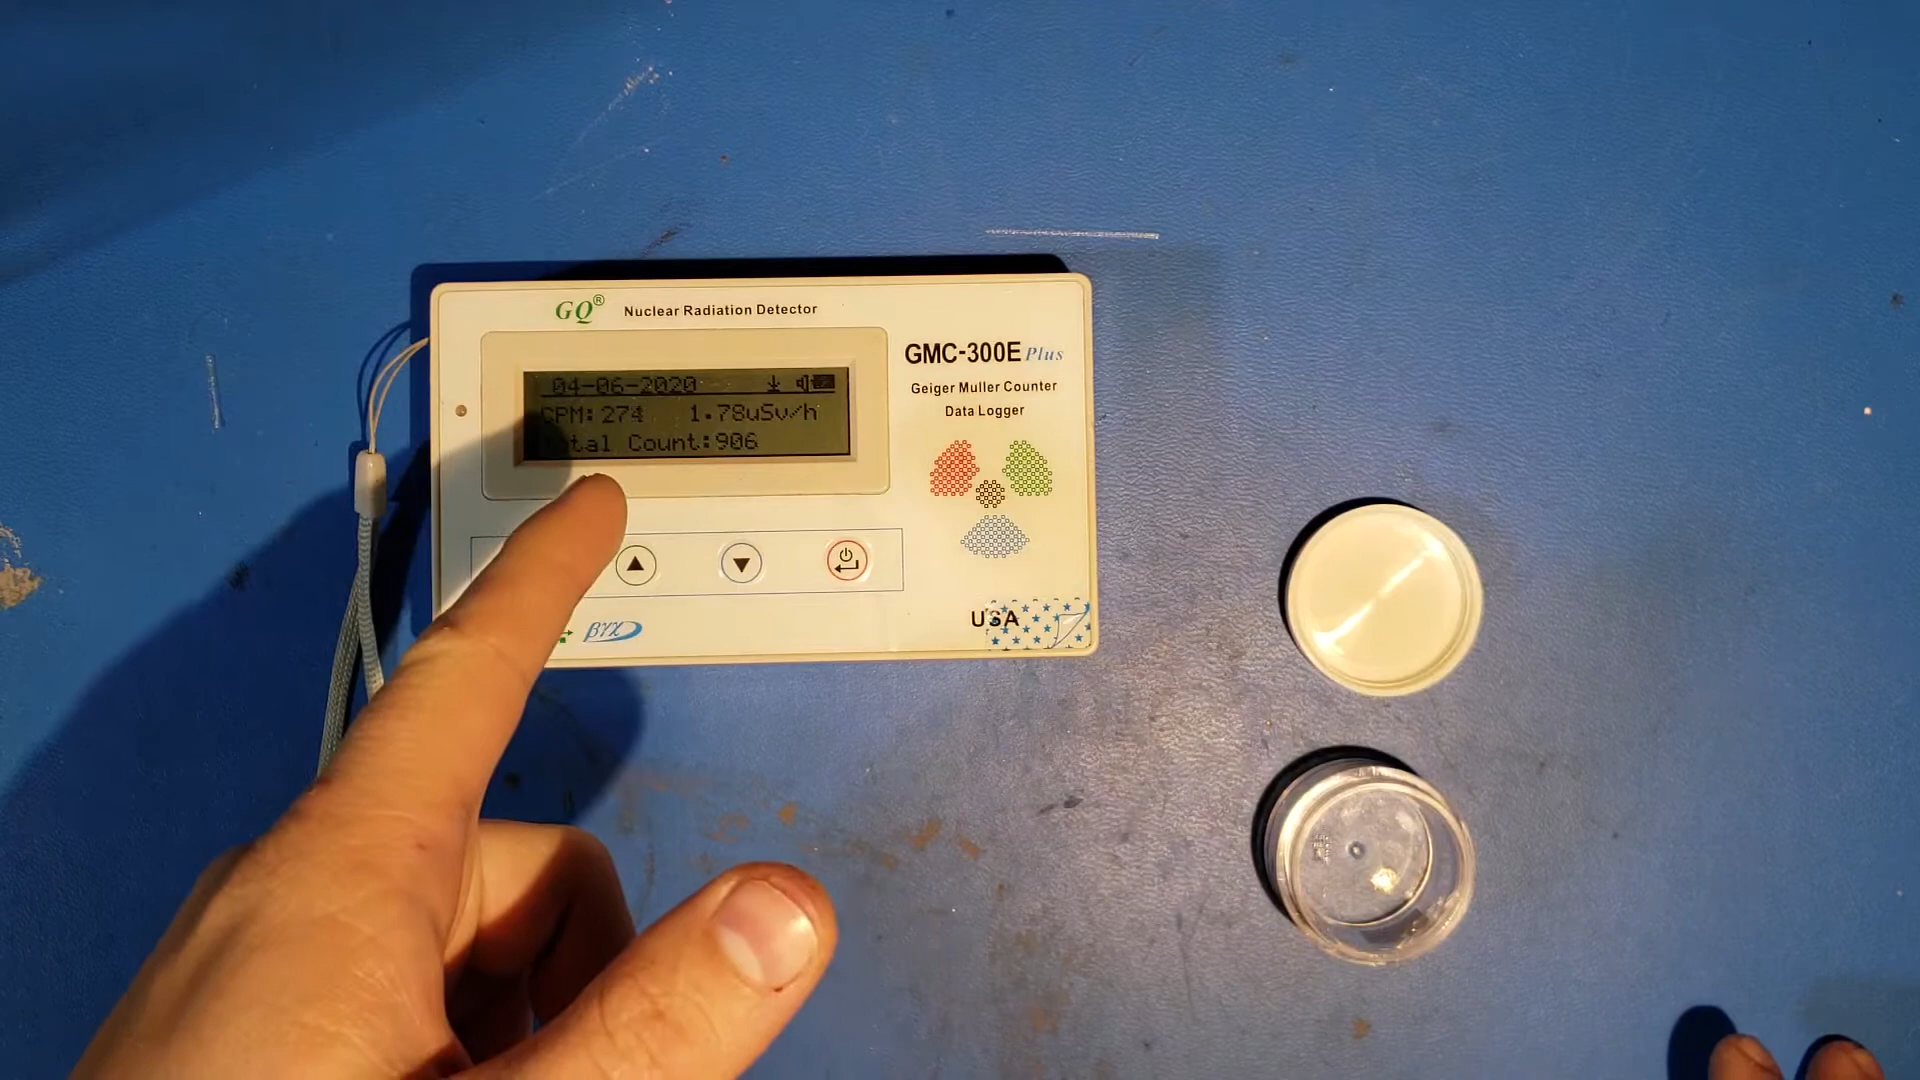 GQ® Nuclear Radiation Detector
04-06-2020
CPM:274 1.78uSv/h
Count:906
GMC-300E Plus
Geiger Muller Counter
Data Logger
βγχ
USA